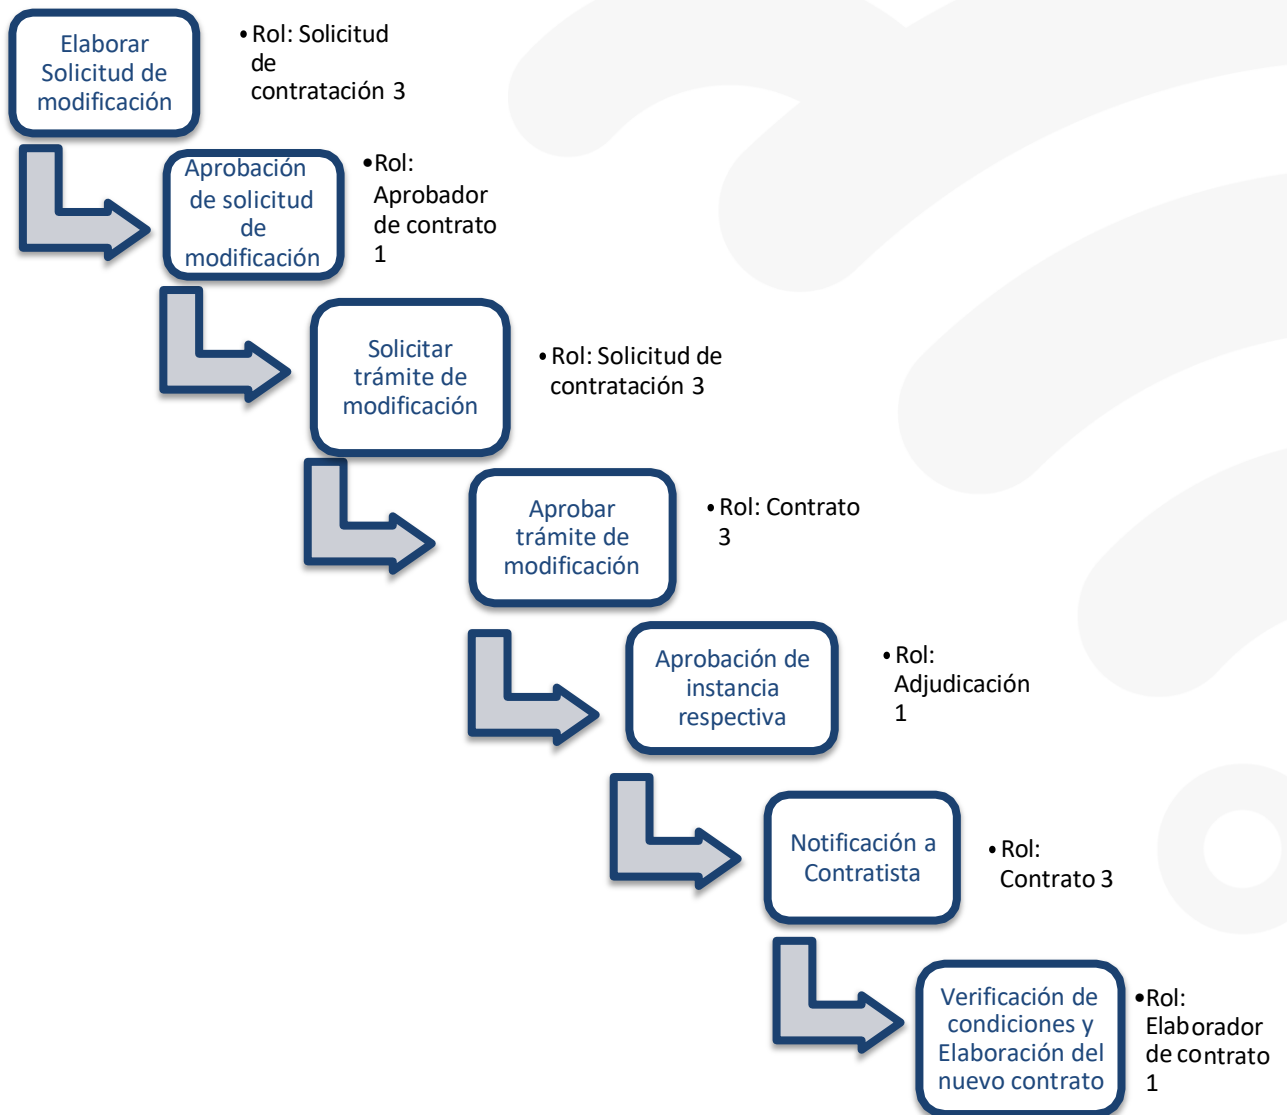 Elaborar
Solicitud de
modificación
• Rol: Solicitud
de
contratación 3
Aprobación
de solicitud
de
modificación
•Rol:
Aprobador
de contrato
1
Solicitar
trámite de
modificación
• Rol: Solicitud de
contratación 3
Aprobar
trámite de
modificación
• Rol: Contrato
3
Aprobación de
instancia
respectiva
• Rol:
Adjudicación
1
Notificación a
Contratista
• Rol:
Contrato 3
Verificación de
condiciones y
Elaboración del
nuevo contrato
•Rol:
Elaborador
de contrato
1